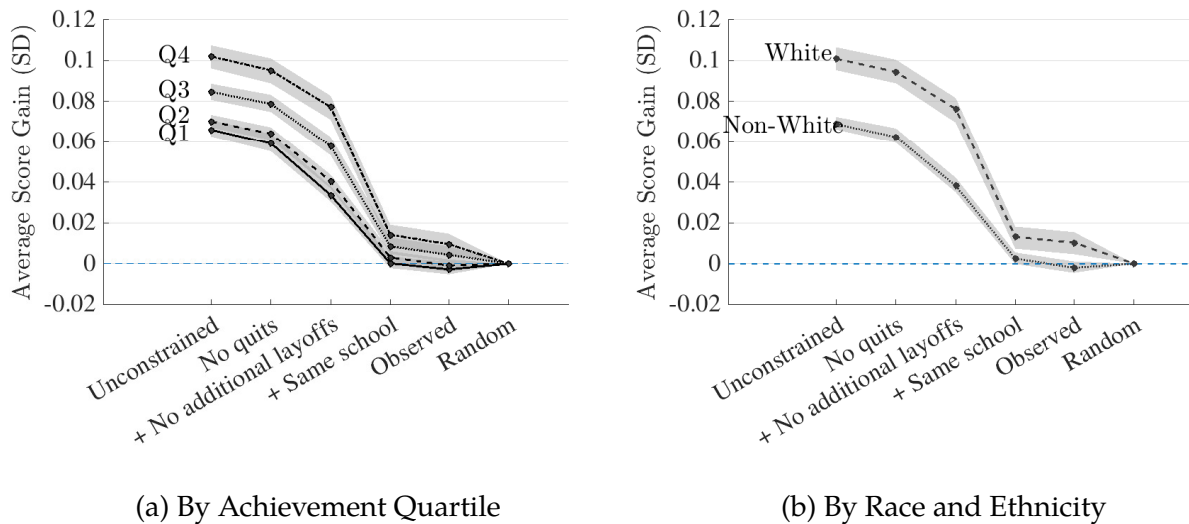 Average Score Gain (SD)
0.12
0.1
0.08
0.06
0.04
0.02
0
-0.02
Q4
Q3
Q2
Q1
Unconstrained
No quits
+ No additional layoffs
+ Same school
Observed
Random
(a) By Achievement Quartile
Average Score Gain (SD)
0.12
0.1
0.08
0.06
0.04
0.02
0
-0.02
White
Non-White
Unconstrained
No quits
+ No additional layoffs
+ Same school
Observed
Random
(b) By Race and Ethnicity